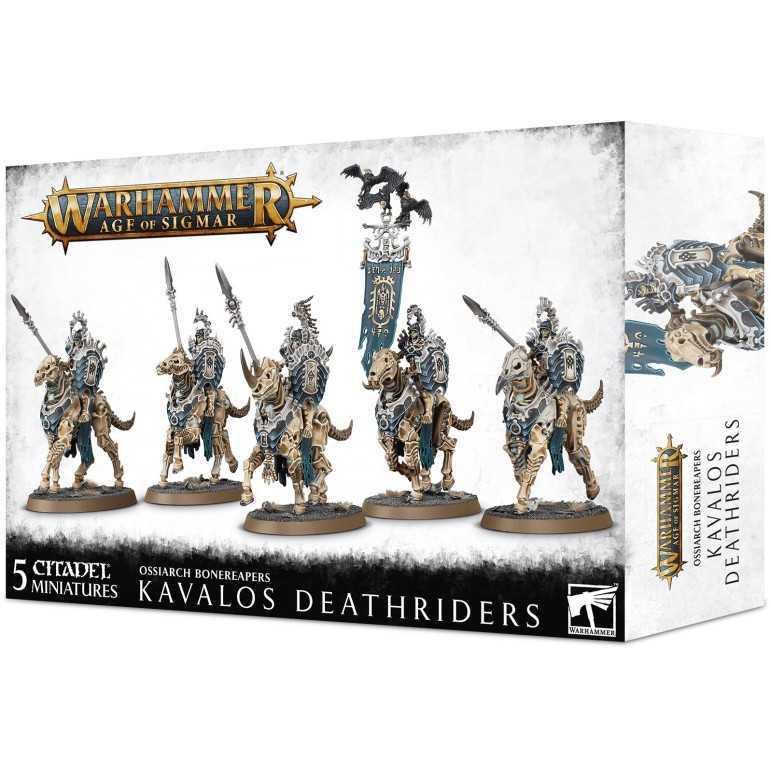 WARHAMMER
AGE OF SIGMAR
5 CITADEL
MINIATURES
OSSIARCH BONEREAPERS
KAVALOS DEATHRIDERS
WARHAMMER
WARHAMMER
AGE OF SIGMAR
OSSIARCH BONEREAPERS
KAVALOS
DEATHRIDERS